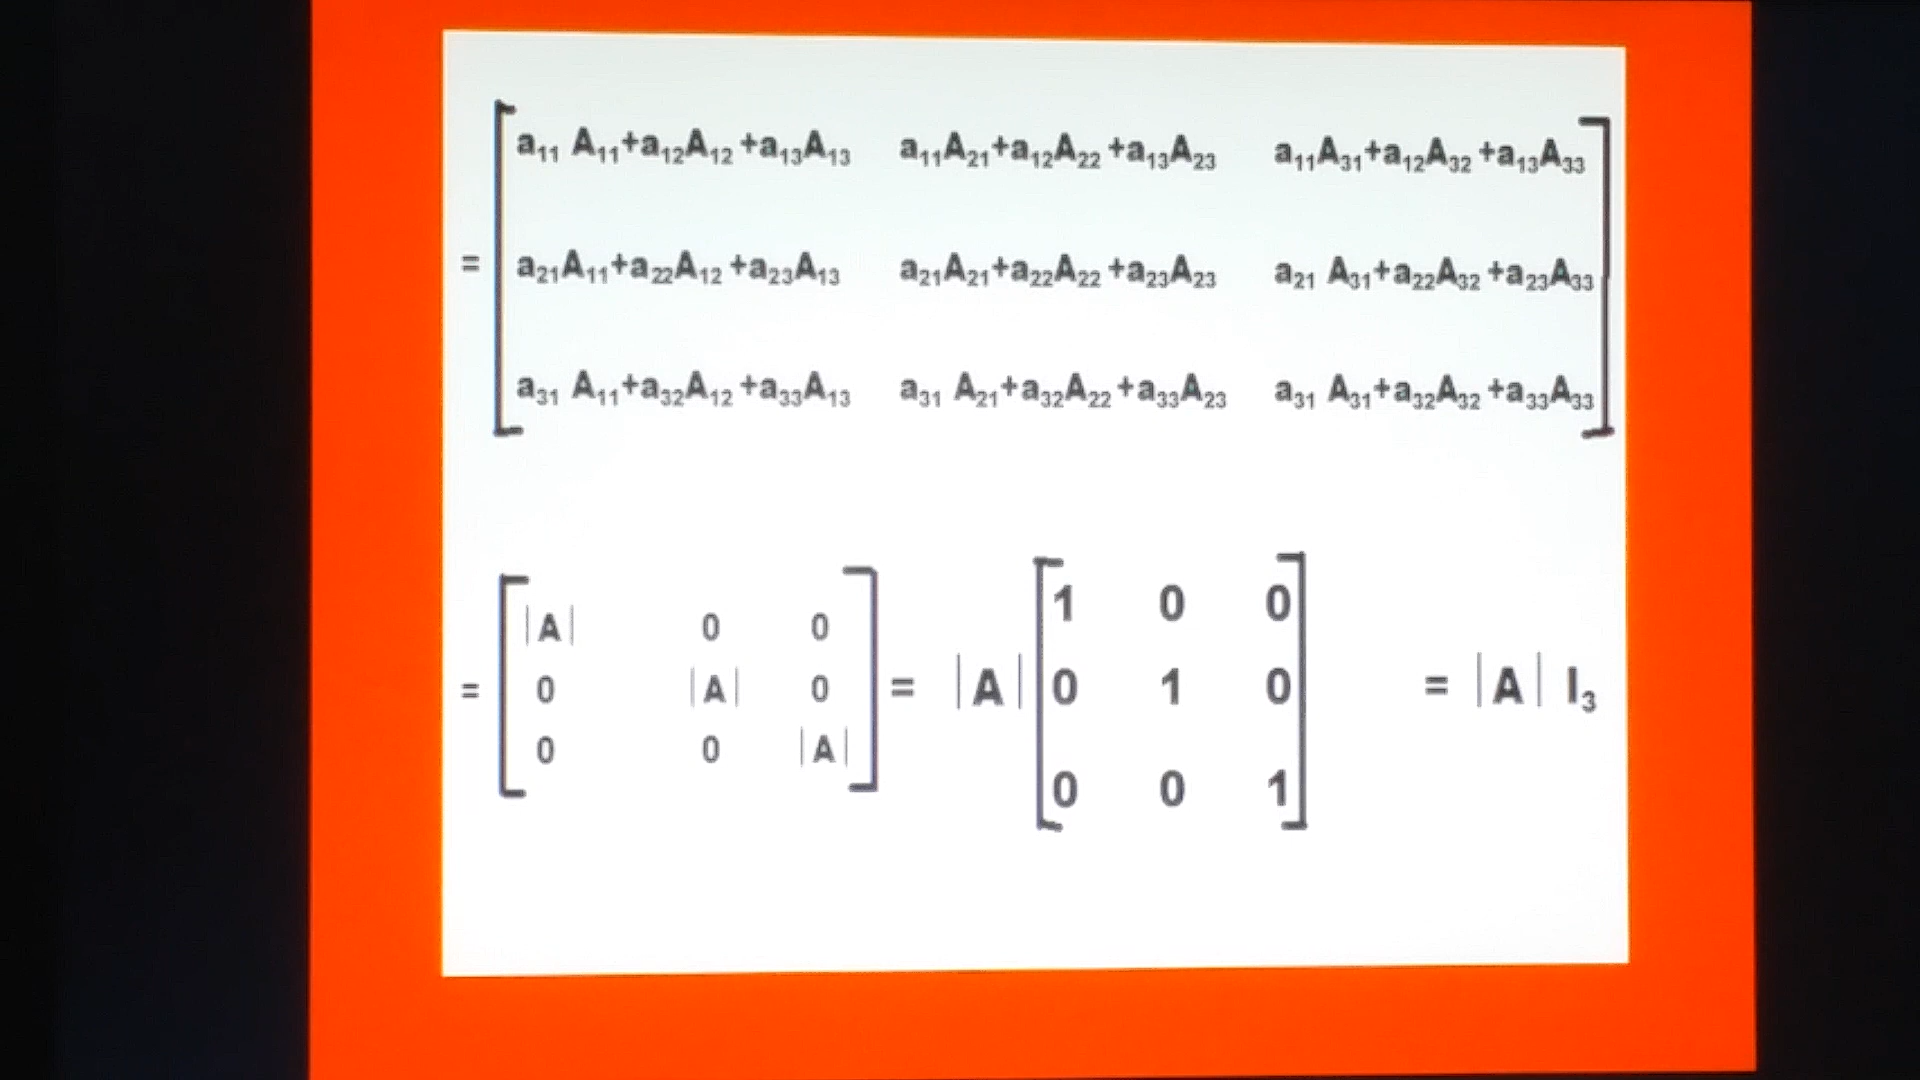 a₁₁ A₁₁+a₁₂A₁₂ +a₁₃A₁₃ a₁₁A₂₁+a₁₂A₂₂ +a₁₃A₂₃ a₁₁A₃₁+a₁₂A₃₂ +a₁₃A₃₃
= a₂₁A₁₁+a₂₂A₁₂ +a₂₃A₁₃ a₂₁A₂₁+a₂₂A₂₂ +a₂₃A₂₃ a₂₁ A₃₁+a₂₂A₃₂ +a₂₃A₃₃
a₃₁ A₁₁+a₃₂A₁₂ +a₃₃A₁₃ a₃₁ A₂₁+a₃₂A₂₂ +a₃₃A₂₃ a₃₁ A₃₁+a₃₂A₃₂ +a₃₃A₃₃
|A| 0 0 1 0 0
= 0 |A| 0 = |A| 0 1 0 = |A| I₃
0 0 |A| 0 0 1